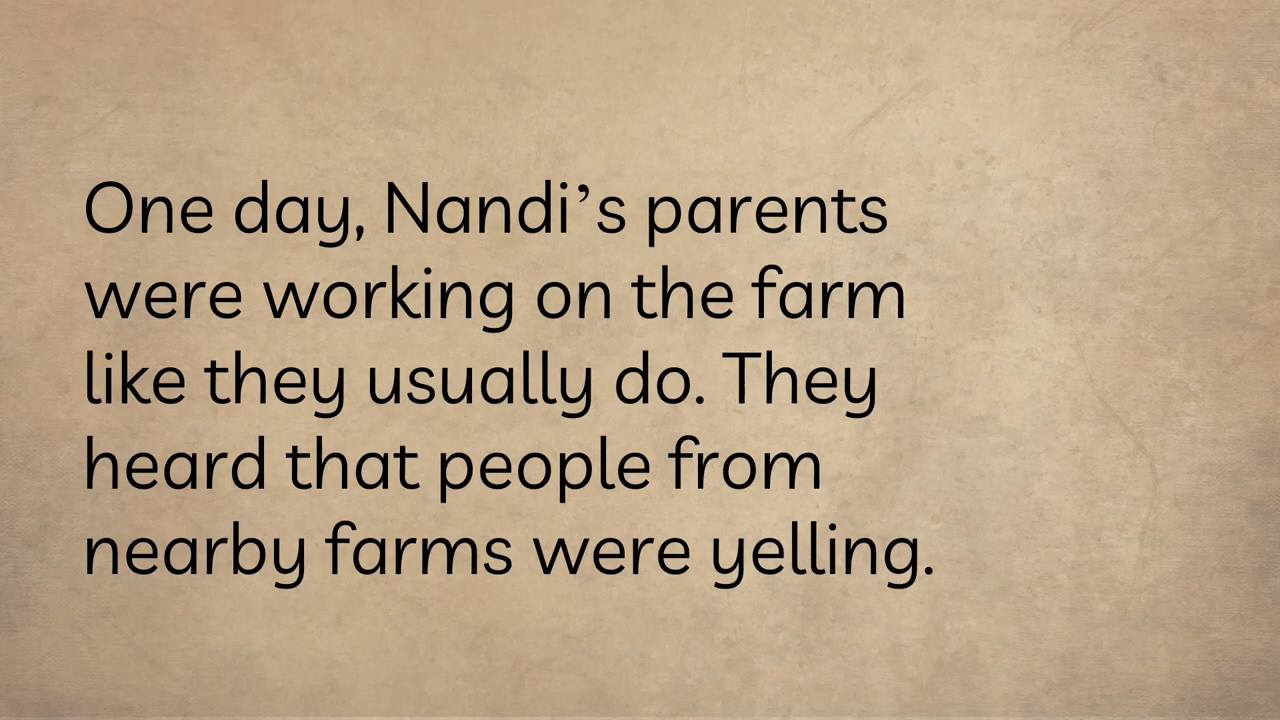 One day, Nandi’s parents
were working on the farm
like they usually do. They
heard that people from
nearby farms were yelling.